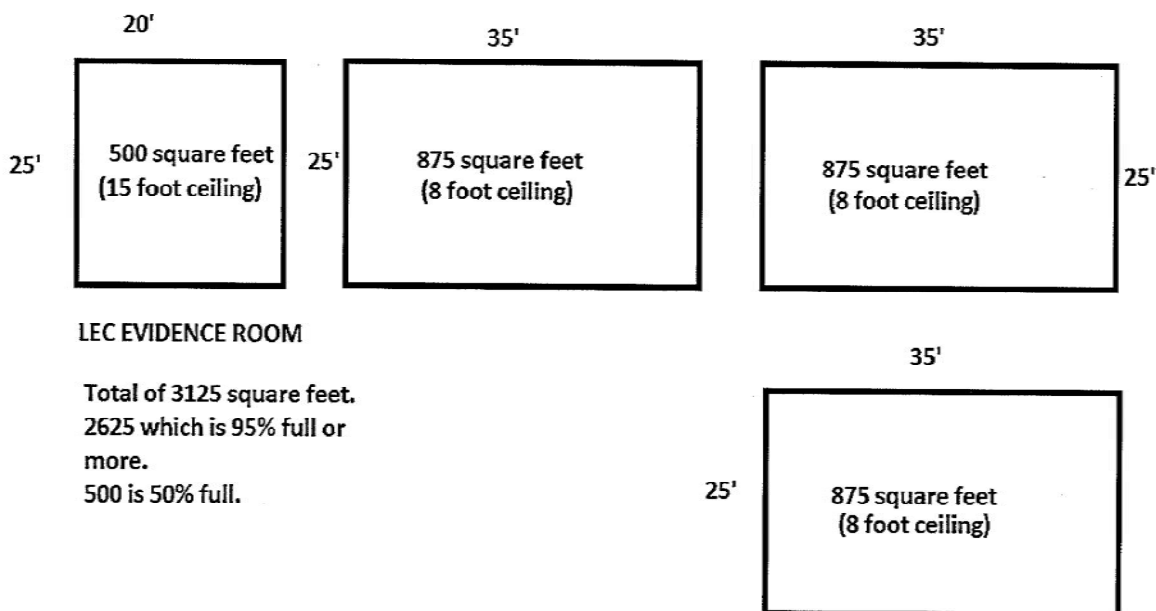 20'
35'
35'
25'
500 square feet
(15 foot ceiling)
25'
875 square feet
(8 foot ceiling)
875 square feet
(8 foot ceiling)
25'
LEC EVIDENCE ROOM
Total of 3125 square feet.
2625 which is 95% full or
more.
500 is 50% full.
35'
25'
875 square feet
(8 foot ceiling)